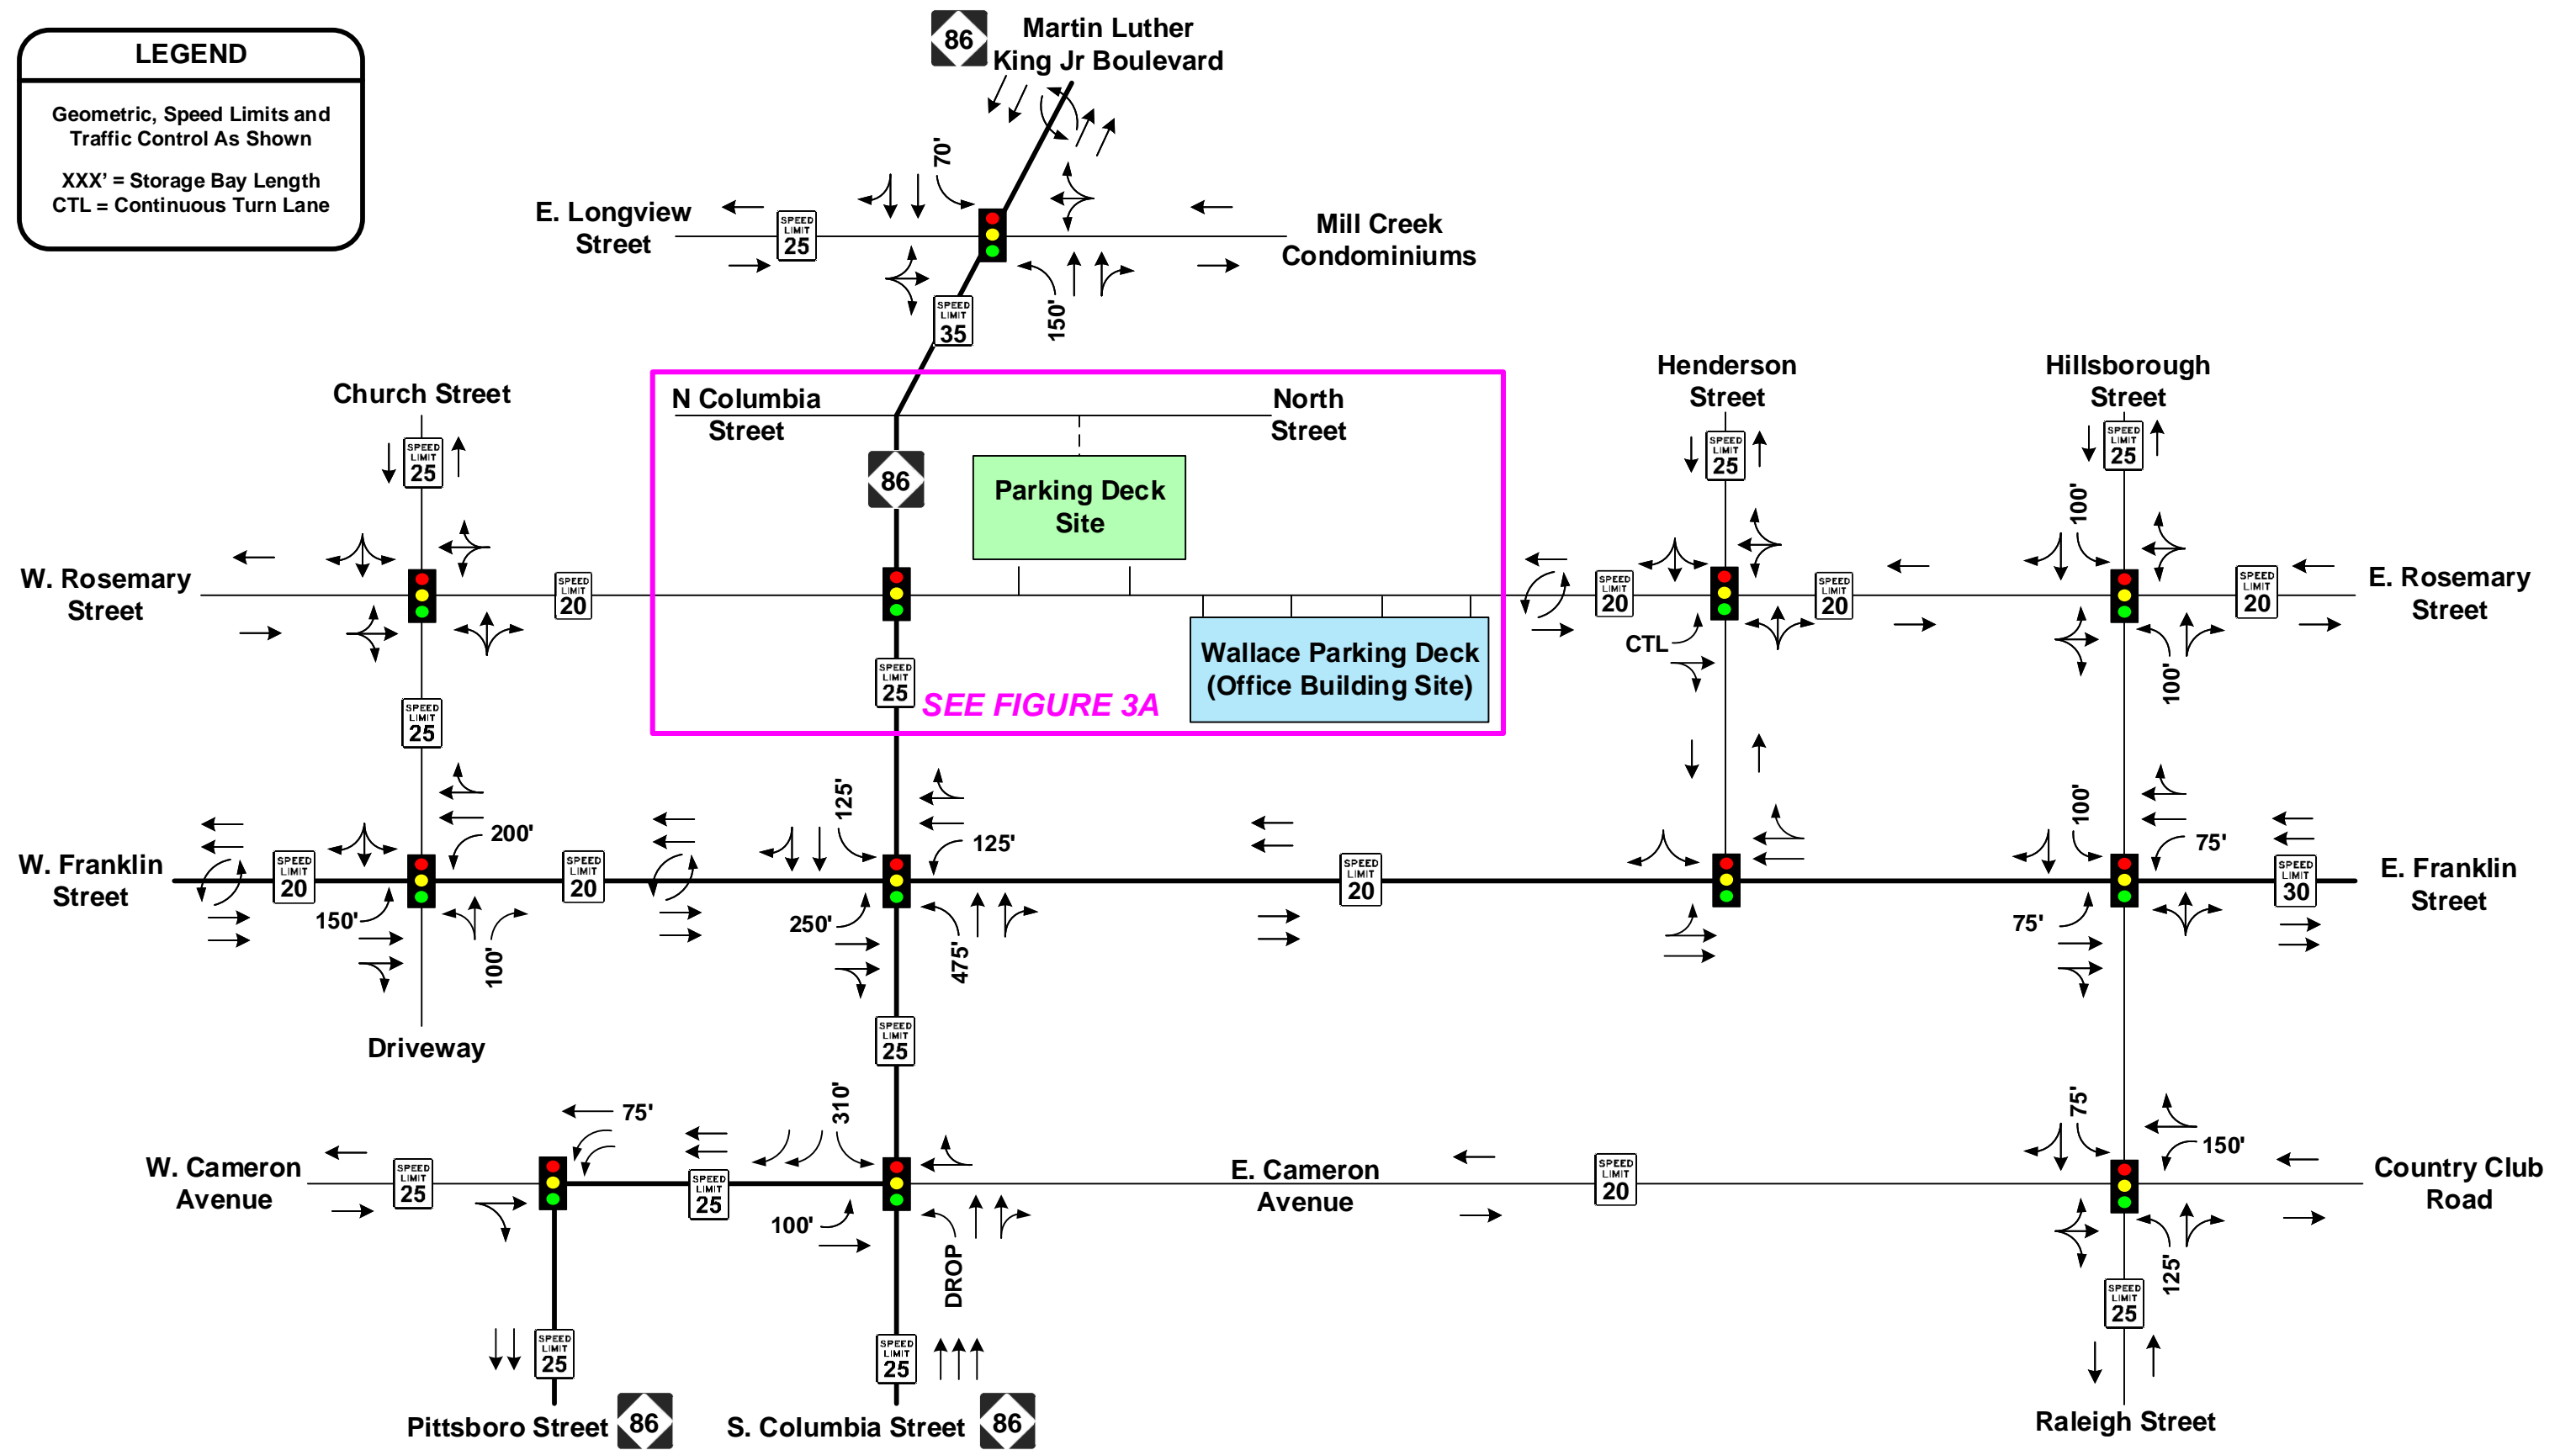 LEGEND
Geometric, Speed Limits and
Traffic Control As Shown
XXX' = Storage Bay Length
CTL = Continuous Turn Lane
86
Martin Luther
King Jr Boulevard
70'
E. Longview
Street
SPEED
LIMIT
25
Mill Creek
Condominiums
150'
SPEED
LIMIT
35
Church Street
SPEED
LIMIT
25
N Columbia
Street
North
Street
86
Parking Deck
Site
Henderson
Street
SPEED
LIMIT
25
Hillsborough
Street
SPEED
LIMIT
25
100'
W. Rosemary
Street
SPEED
LIMIT
20
SPEED
LIMIT
20
SPEED
LIMIT
20
SPEED
LIMIT
20
E. Rosemary
Street
CTL
100'
Wallace Parking Deck
(Office Building Site)
SPEED
LIMIT
25
SPEED
LIMIT
25
SEE FIGURE 3A
W. Franklin
Street
SPEED
LIMIT
20
200'
150'
100'
SPEED
LIMIT
20
125'
125'
250'
475'
SPEED
LIMIT
20
100'
75'
75'
SPEED
LIMIT
30
E. Franklin
Street
Driveway
SPEED
LIMIT
25
W. Cameron
Avenue
SPEED
LIMIT
25
75'
SPEED
LIMIT
25
310'
100'
DROP
E. Cameron
Avenue
SPEED
LIMIT
20
75'
150'
125'
Country Club
Road
SPEED
LIMIT
25
SPEED
LIMIT
25
SPEED
LIMIT
25
Pittsboro Street
86
S. Columbia Street
86
Raleigh Street